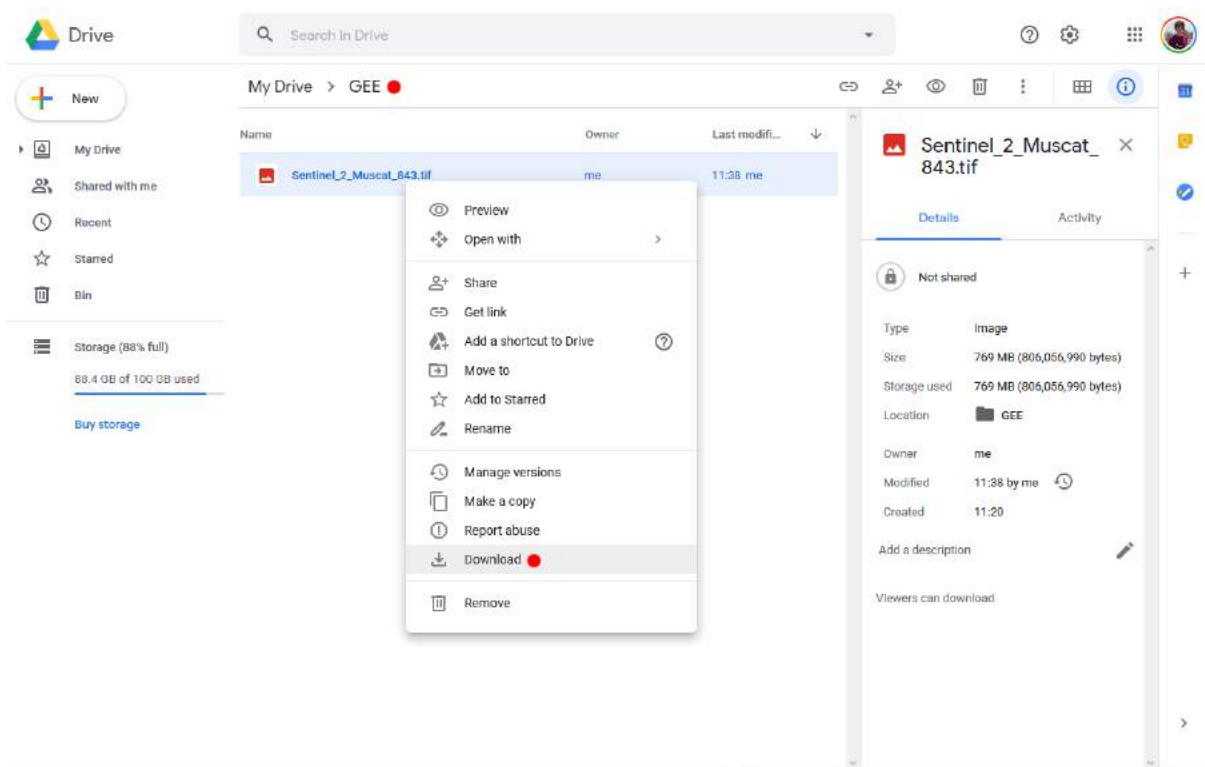 Drive
Search in Drive
New
My Drive > GEE
My Drive
Shared with me
Recent
Starred
Bin
Storage (88% full)
88.4 GB of 100 GB used
Buy storage
Name Owner Last modifi...
Sentinel_2_Muscat_843.tif me 11:38 me
Preview
Open with
Share
Get link
Add a shortcut to Drive
Move to
Add to Starred
Rename
Manage versions
Make a copy
Report abuse
Download
Remove
Sentinel_2_Muscat_
843.tif
Details Activity
Not shared
Type Image
Size 769 MB (806,056,990 bytes)
Storage used 769 MB (806,056,990 bytes)
Location GEE
Owner me
Modified 11:38 by me
Created 11:20
Add a description
Viewers can download
31